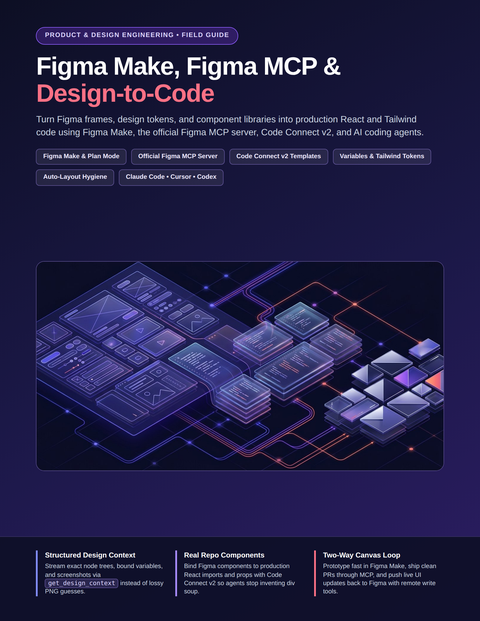 PRODUCT & DESIGN ENGINEERING • FIELD GUIDE
Figma Make, Figma MCP &
Design-to-Code
Turn Figma frames, design tokens, and component libraries into production React and Tailwind
code using Figma Make, the official Figma MCP server, Code Connect v2, and AI coding agents.
Figma Make & Plan Mode
Official Figma MCP Server
Code Connect v2 Templates
Variables & Tailwind Tokens
Auto-Layout Hygiene
Claude Code • Cursor • Codex
Structured Design Context
Stream exact node trees, bound variables,
and screenshots via
get_design_context instead of lossy
PNG guesses.
Real Repo Components
Bind Figma components to production
React imports and props with Code
Connect v2 so agents stop inventing div
soup.
Two-Way Canvas Loop
Prototype fast in Figma Make, ship clean
PRs through MCP, and push live UI
updates back to Figma with remote write
tools.